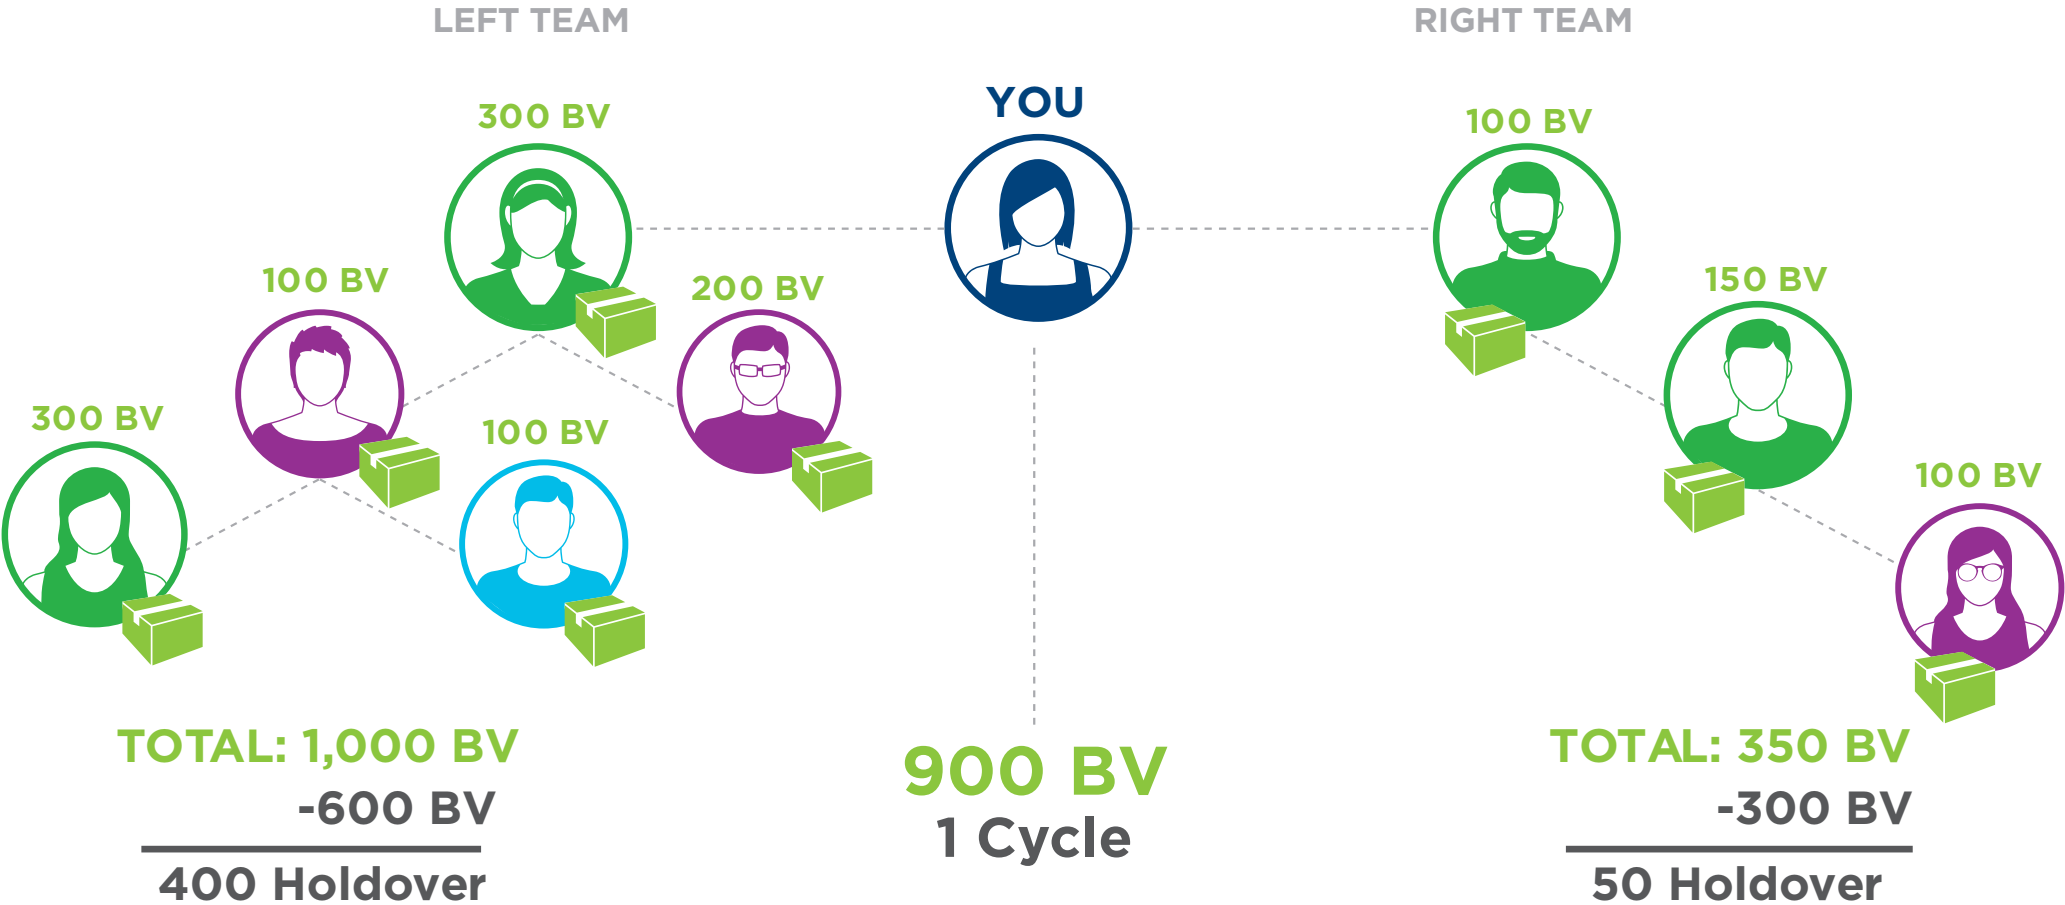 LEFT TEAM
RIGHT TEAM
YOU
300 BV
100 BV
100 BV
200 BV
150 BV
300 BV
100 BV
100 BV
TOTAL: 1,000 BV
-600 BV
400 Holdover
900 BV
1 Cycle
TOTAL: 350 BV
-300 BV
50 Holdover